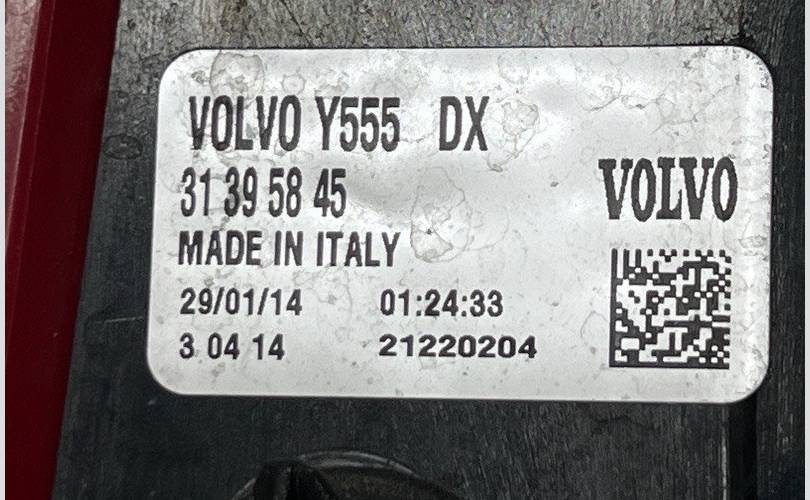 VOLVO Y555 DX
31 39 58 45
VOLVO
MADE IN ITALY
29/01/14 01:24:33
3 04 14 21220204